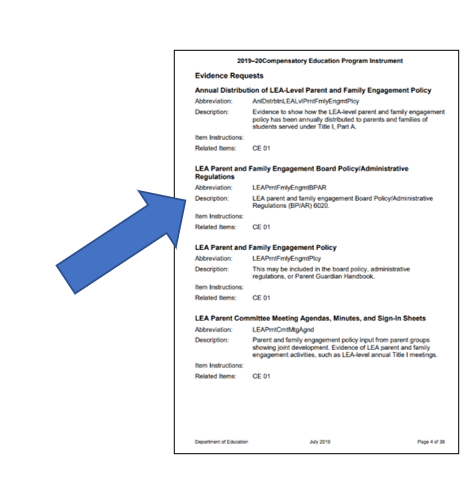 2019–20Compensatory Education Program Instrument
Evidence Requests
Annual Distribution of LEA-Level Parent and Family Engagement Policy
Abbreviation: AnlDstrbtnLEALvlPrntFmlyEngmtPlcy
Description: Evidence to show how the LEA-level parent and family engagement
policy has been annually distributed to parents and families of
students served under Title I, Part A.
Item Instructions:
Related Items: CE 01
LEA Parent and Family Engagement Board Policy/Administrative
Regulations
Abbreviation: LEAPrntFmlyEngmtBPAR
Description: LEA parent and family engagement Board Policy/Administrative
Regulations (BP/AR) 6020.
Item Instructions:
Related Items: CE 01
LEA Parent and Family Engagement Policy
Abbreviation: LEAPrntFmlyEngmtPlcy
Description: This may be included in the board policy, administrative
regulations, or Parent Guardian Handbook.
Item Instructions:
Related Items: CE 01
LEA Parent Committee Meeting Agendas, Minutes, and Sign-In Sheets
Abbreviation: LEAPrntCmtMtgAgnd
Description: Parent and family engagement policy input from parent groups
showing joint development. Evidence of LEA parent and family
engagement activities, such as LEA-level annual Title I meetings.
Item Instructions:
Related Items: CE 01
Department of Education July 2019 Page 4 of 38